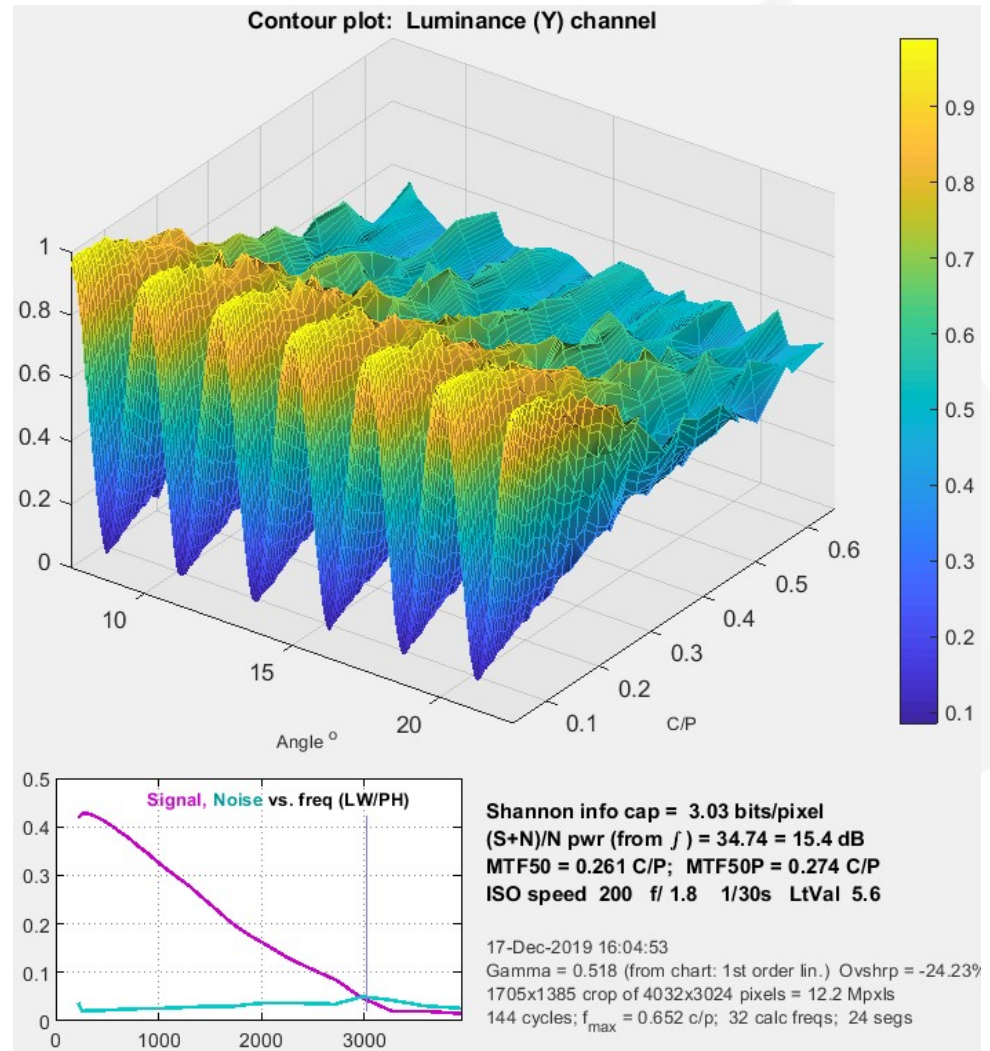 Contour plot:  Luminance (Y) channel
1
0.8
0.6
0.4
0.2
0
10
15
20
Angle o
0.1
0.2
0.3
0.4
0.5
0.6
C/P
0.9
0.8
0.7
0.6
0.5
0.4
0.3
0.2
0.1
0.5
0.4
0.3
0.2
0.1
0
0 1000 2000 3000
Signal, Noise vs. freq (LW/PH)
Shannon info cap =  3.03 bits/pixel
(S+N)/N pwr (from ∫ ) = 34.74 = 15.4 dB
MTF50 = 0.261 C/P;  MTF50P = 0.274 C/P
ISO speed  200   f/ 1.8    1/30s   LtVal  5.6
17-Dec-2019 16:04:53
Gamma = 0.518 (from chart: 1st order lin.)  Ovshrp = -24.23%
1705x1385 crop of 4032x3024 pixels = 12.2 Mpxls
144 cycles; fmax = 0.652 c/p;  32 calc freqs;  24 segs